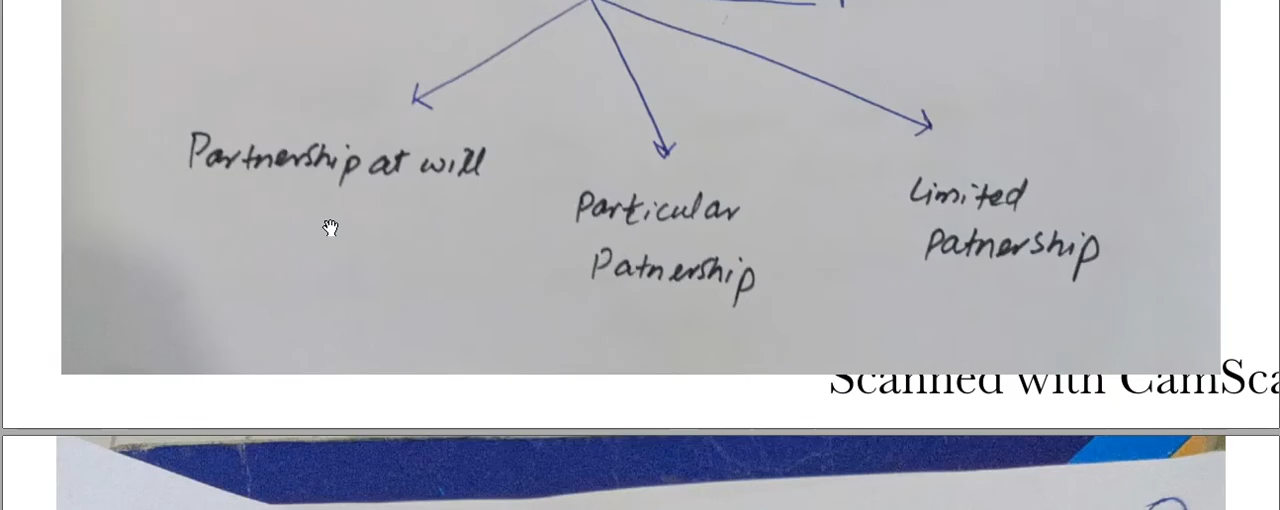 Partnership at will
Particular
Patnership
Limited
Patnership
Scanned with CamSca